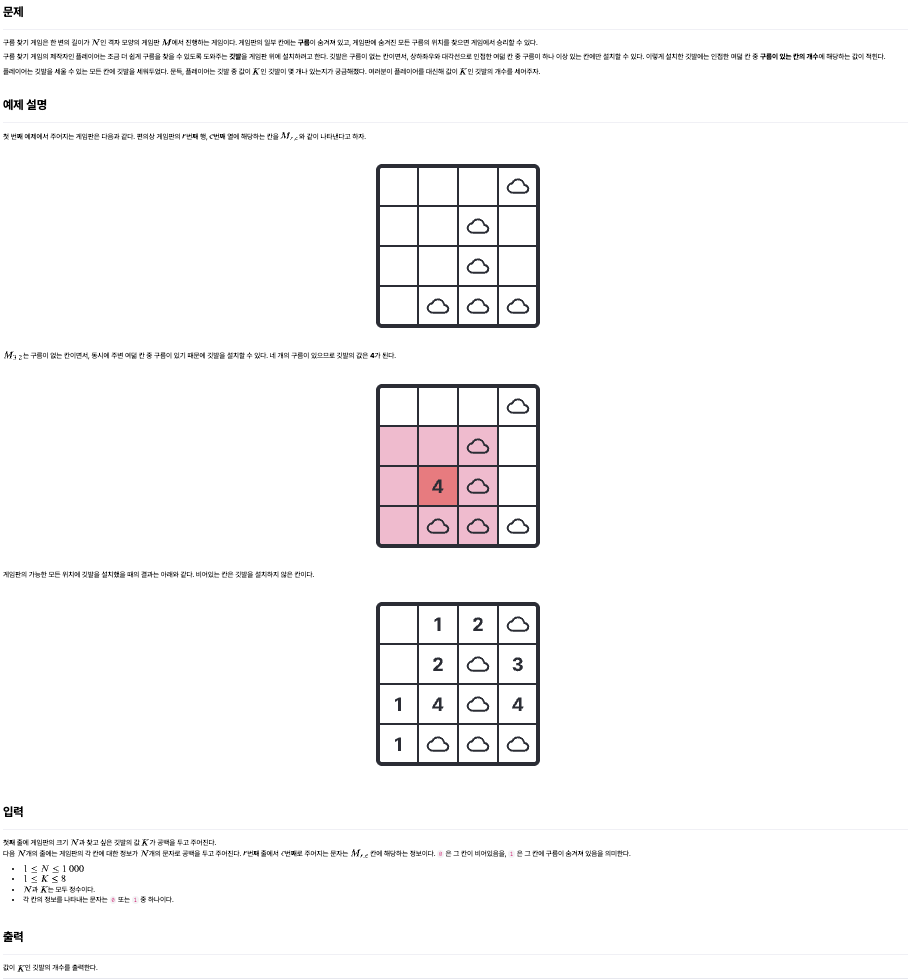 문제
구름 찾기 게임은 한 변의 길이가 N인 격자 모양의 게임판 M에서 진행하는 게임이다. 게임판의 일부 칸에는 구름이 숨겨져 있고, 게임판에 숨겨진 모든 구름의 위치를 찾으면 게임에서 승리할 수 있다.
구름 찾기 게임의 제작자인 플레이어는 조금 더 쉽게 구름을 찾을 수 있도록 도와주는 깃발을 게임판 위에 설치하려고 한다. 깃발은 구름이 없는 칸이면서, 상하좌우와 대각선으로 인접한 여덟 칸 중 구름이 하나 이상 있는 칸에만 설치할 수 있다. 이렇게 설치한 깃발에는 인접한 여덟 칸 중 구름이 있는 칸의 개수에 해당하는 값이 적힌다.
플레이어는 깃발을 세울 수 있는 모든 칸에 깃발을 세워두었다. 문득, 플레이어는 깃발 중 값이 K인 깃발이 몇 개나 있는지가 궁금해졌다. 여러분이 플레이어를 대신해 값이 K인 깃발의 개수를 세어주자.
예제 설명
첫 번째 예제에서 주어지는 게임판은 다음과 같다. 편의상 게임판의 r번째 행, c번째 열에 해당하는 칸을 M r,c 와 같이 나타낸다고 하자.
M 3 2 는 구름이 없는 칸이면서, 동시에 주변 여덟 칸 중 구름이 있기 때문에 깃발을 설치할 수 있다. 네 개의 구름이 있으므로 깃발의 값은 4가 된다.
4
게임판의 가능한 모든 위치에 깃발을 설치했을 때의 결과는 아래와 같다. 비어있는 칸은 깃발을 설치하지 않은 칸이다.
1 2
2 3
1 4 4
1
입력
첫째 줄에 게임판의 크기 N과 찾고 싶은 깃발의 값 K가 공백을 두고 주어진다.
다음 N개의 줄에는 게임판의 각 칸에 대한 정보가 N개의 문자로 공백을 두고 주어진다. r번째 줄에서 c번째로 주어지는 문자는 M r,c 칸에 해당하는 정보이다. 0 은 그 칸이 비어있음을, 1 은 그 칸에 구름이 숨겨져 있음을 의미한다.
• 1 ≤ N ≤ 1 000
• 1 ≤ K ≤ 8
• N과 K는 모두 정수이다.
• 각 칸의 정보를 나타내는 문자는 0 또는 1 중 하나이다.
출력
값이 K인 깃발의 개수를 출력한다.